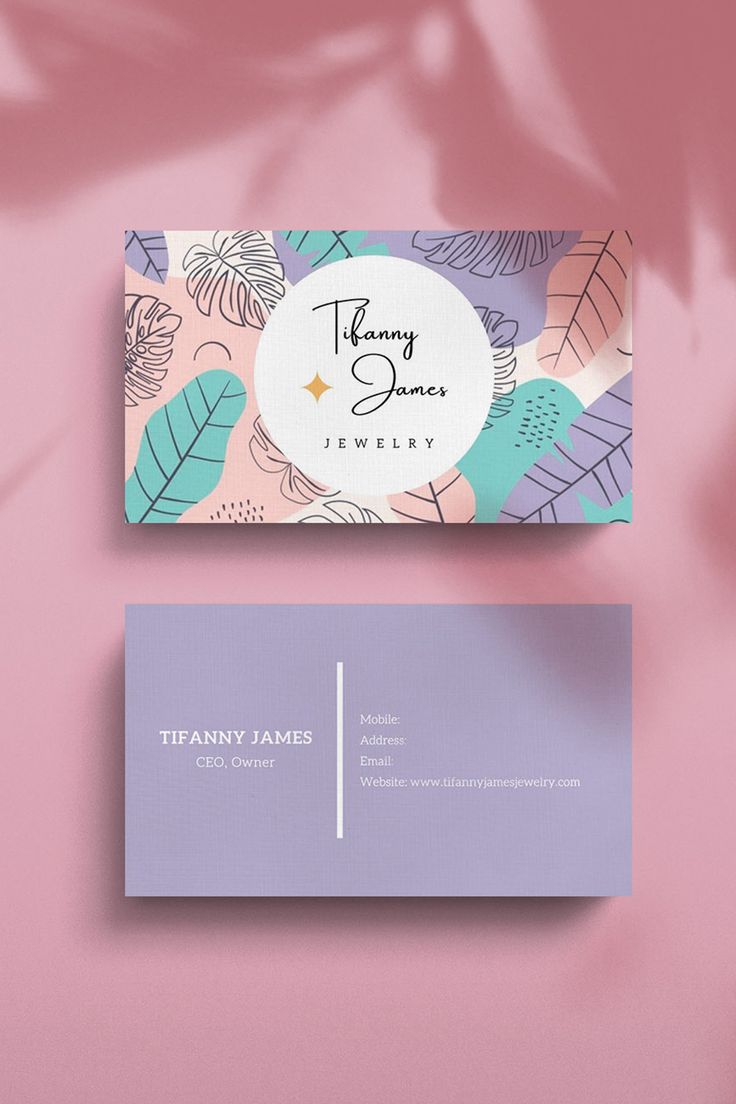 Tifanny
James
JEWELRY
TIFANNY JAMES
CEO, Owner
Mobile:
Address:
Email:
Website: www.tifannyjamesjewelry.com